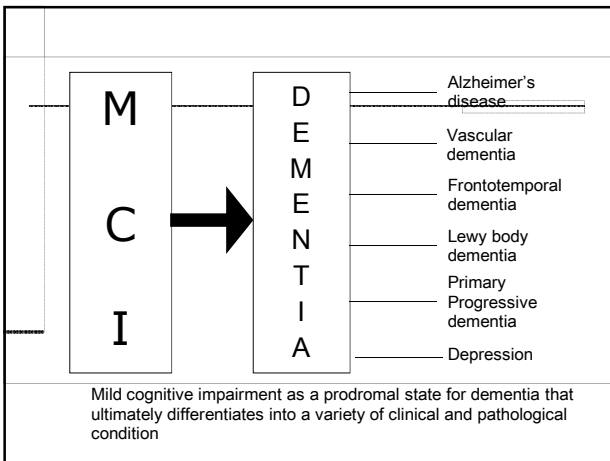 M
C
I
D
E
M
E
N
T
I
A
Alzheimer's
disease
Vascular
dementia
Frontotemporal
dementia
Lewy body
dementia
Primary
Progressive
dementia
Depression
Mild cognitive impairment as a prodromal state for dementia that
ultimately differentiates into a variety of clinical and pathological
condition